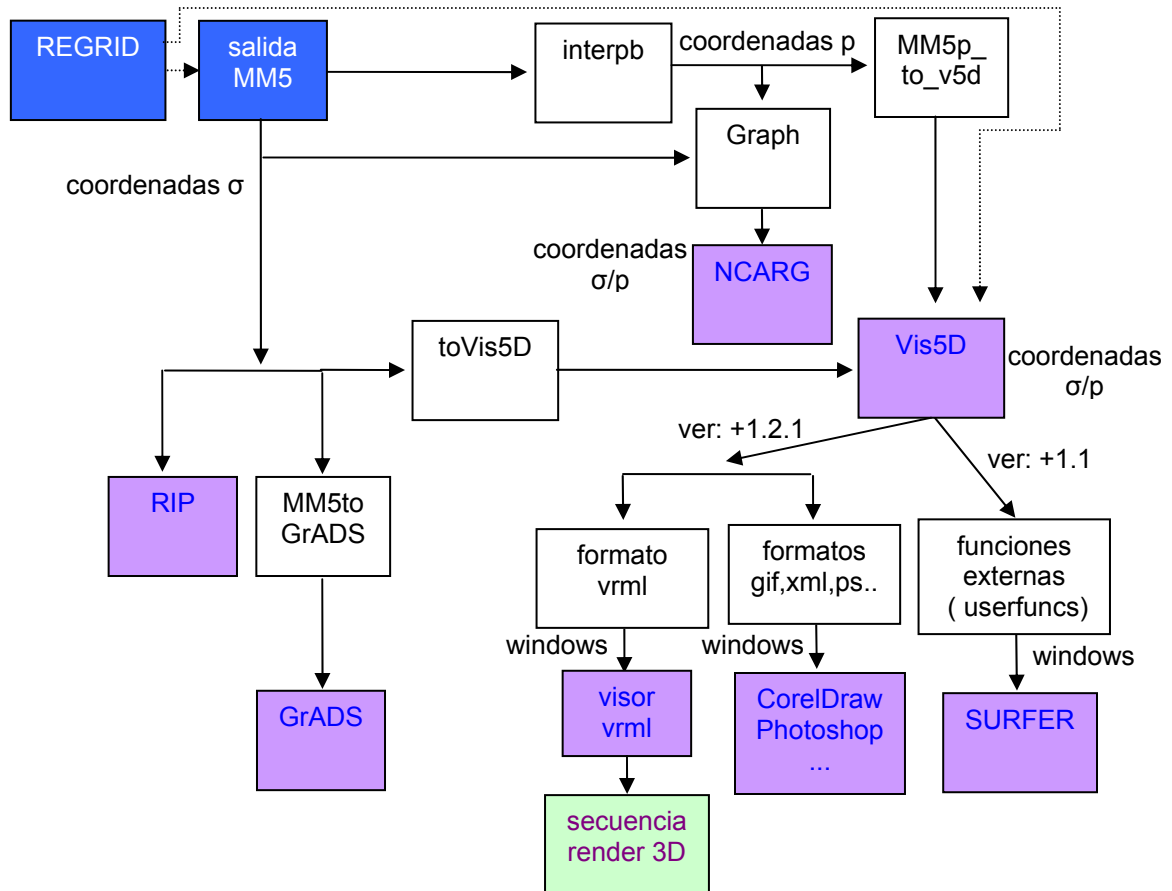 REGRID
salida
MM5
interpb
coordenadas p
MM5p_
to_v5d
Graph
coordenadas σ
coordenadas
σ/p
NCARG
toVis5D
Vis5D
coordenadas
σ/p
ver: +1.2.1
ver: +1.1
RIP
MM5to
GrADS
formato
vrml
formatos
gif,xml,ps..
funciones
externas
( userfuncs)
windows
windows
windows
GrADS
visor
vrml
CorelDraw
Photoshop
...
SURFER
secuencia
render 3D